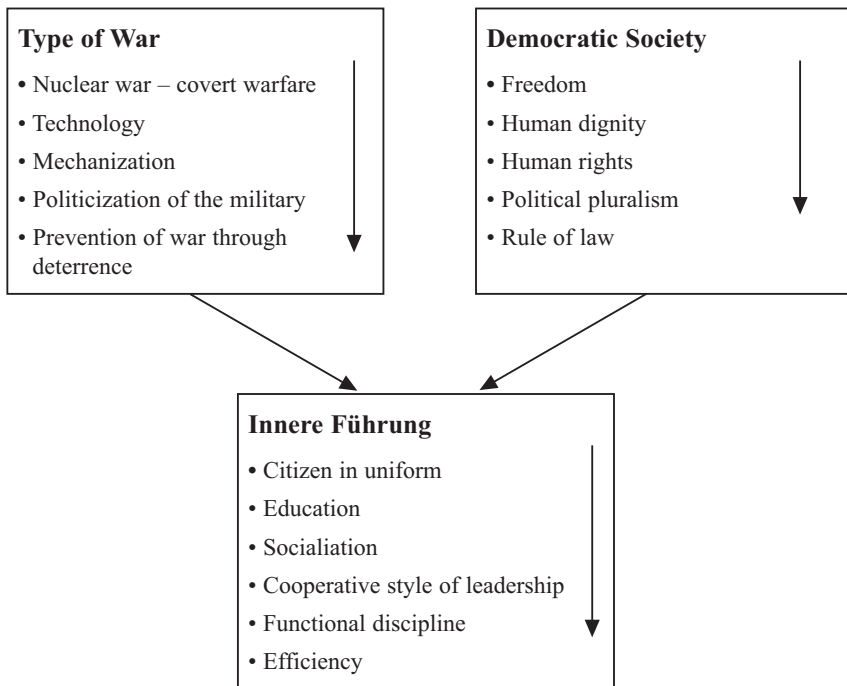 Type of War
• Nuclear war – covert warfare
• Technology
• Mechanization
• Politicization of the military
• Prevention of war through
deterrence
Democratic Society
• Freedom
• Human dignity
• Human rights
• Political pluralism
• Rule of law
Innere Führung
• Citizen in uniform
• Education
• Socialiation
• Cooperative style of leadership
• Functional discipline
• Efficiency